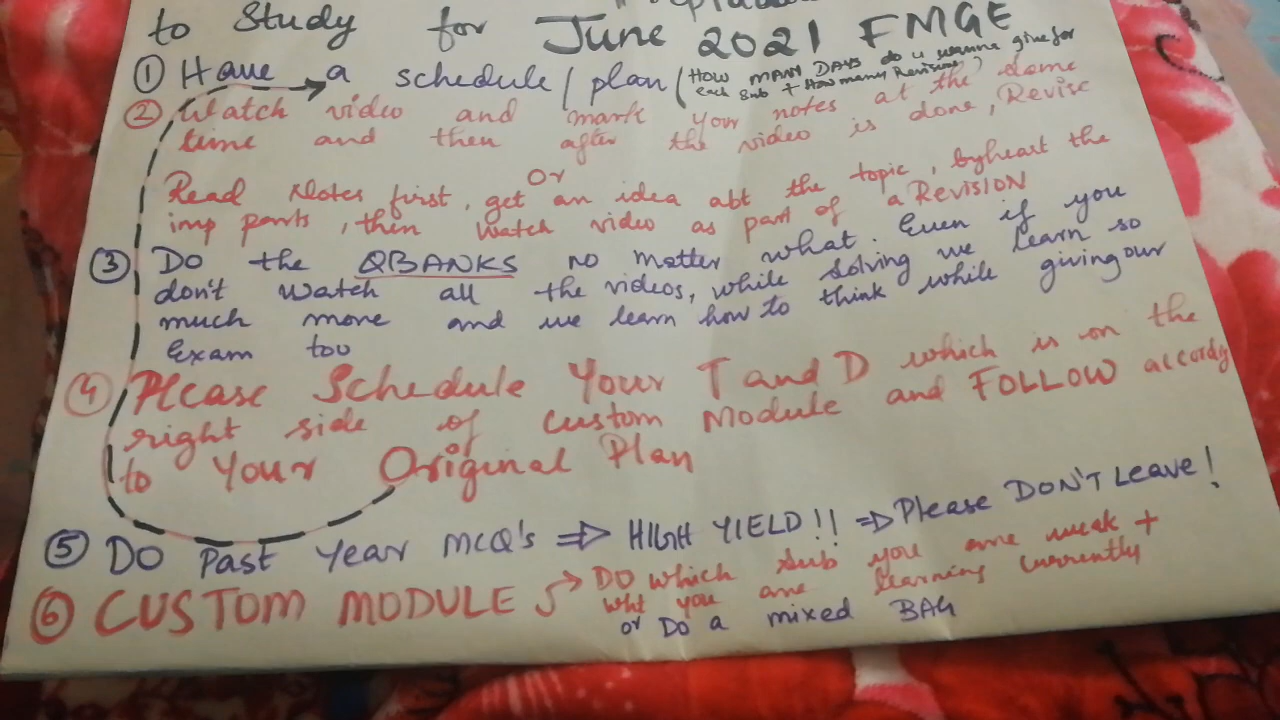 to Study for June 2021 FMGE
① Have a schedule / plan (HOW MANY DAYS do u wanna give for
each sub + How many Revisions)
② Watch video and mark your notes at the same
time and then after the video is done, Revise
Or
Read Notes first, get an idea abt the topic, byheart the
imp parts, then Watch video as part of a REVISION
③ Do the QBANKS no matter what. Even if you
don't Watch all the videos, while solving we learn so
much more and we learn how to think while giving our
Exam too
④ Please Schedule Your T and D which is on the
right side of Custom Module and FOLLOW accordg
to Your Original Plan
⑤ DO Past Year MCQ's ⇒ HIGH YIELD!! ⇒ Please DON'T Leave!
⑥ CUSTOM MODULE → DO which sub you are weak +
wht you are learning currently
or Do a mixed BAG